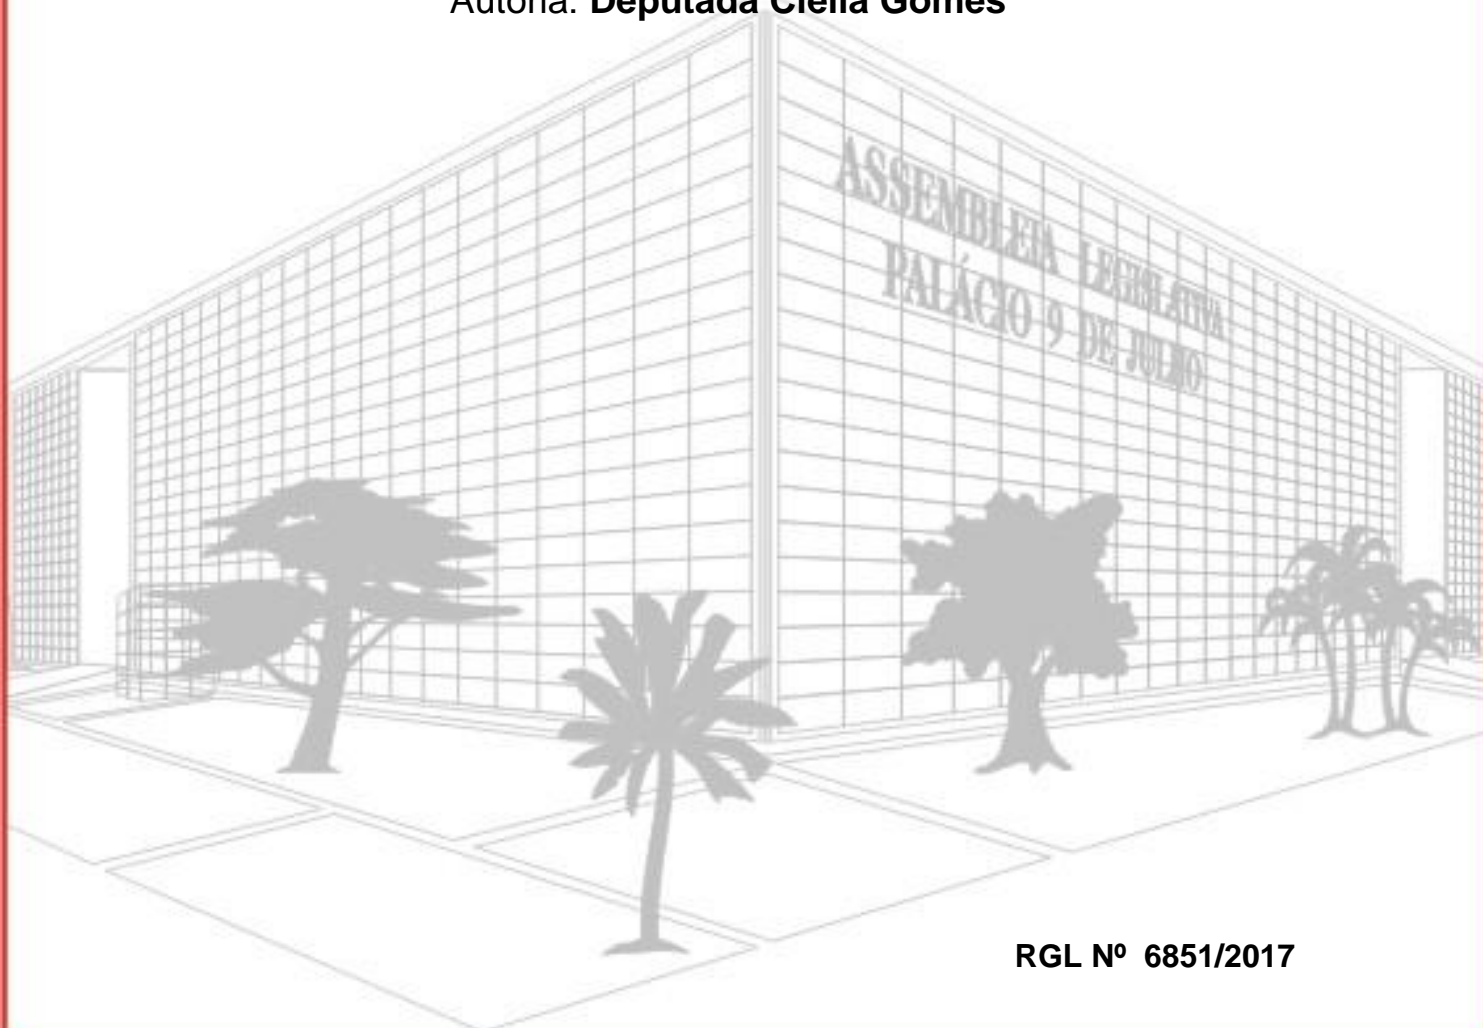 Autoria: Deputada Clélia Gomes
ASSEMBLEIA LEGISLATIVA
PALÁCIO 9 DE JULHO
RGL Nº 6851/2017